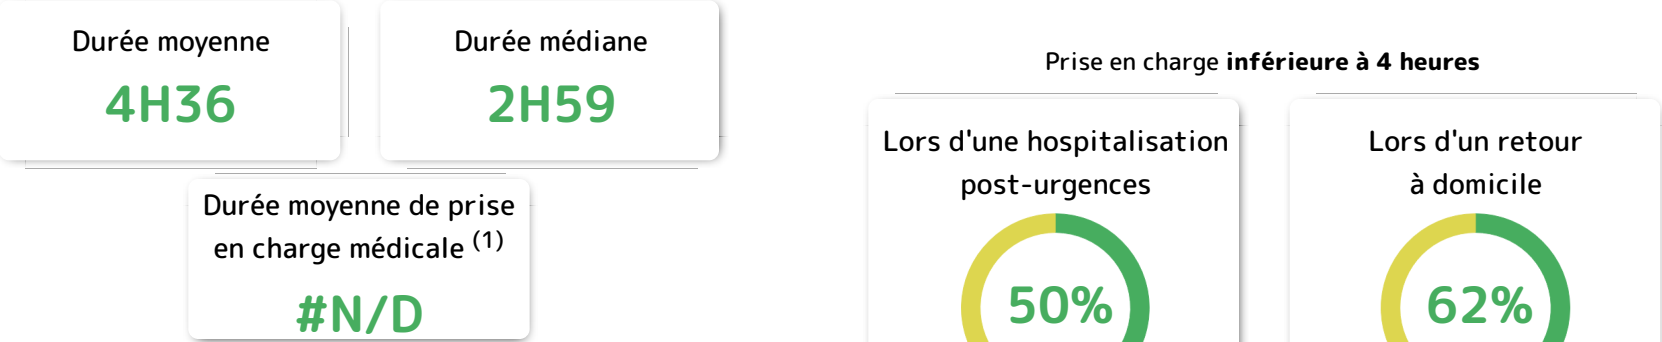 Durée moyenne
4H36
Durée médiane
2H59
Durée moyenne de prise
en charge médicale (1)
#N/D
Prise en charge inférieure à 4 heures
Lors d'une hospitalisation
post-urgences
50%
Lors d'un retour
à domicile
62%